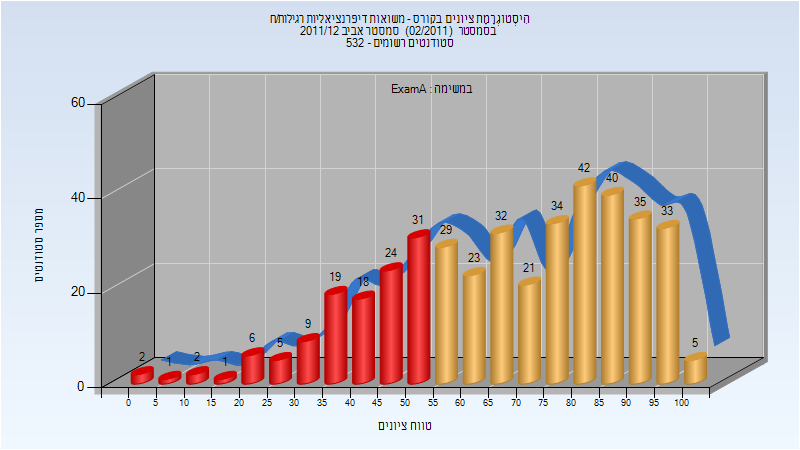 היסטוגרמת ציונים בקורס - משוואות דיפרנציאליות רגילות/ח
בסמסטר (02/2011) סמסטר אביב 2011/12
סטודנטים רשומים - 532
במשימה : ExamA
מספר סטודנטים
60
40
20
0
2 1 2 1 6 5 9 19 18 24 31 29 23 32 21 34 42 40 35 33 5
0 5 10 15 20 25 30 35 40 45 50 55 60 65 70 75 80 85 90 95 100
טווח ציונים